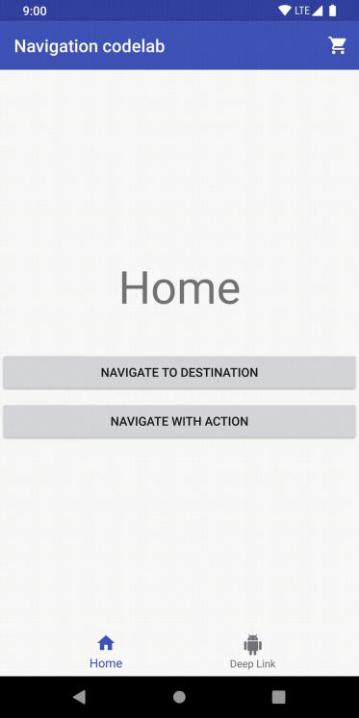 9:00 LTE
Navigation codelab
Home
NAVIGATE TO DESTINATION
NAVIGATE WITH ACTION
Home Deep Link